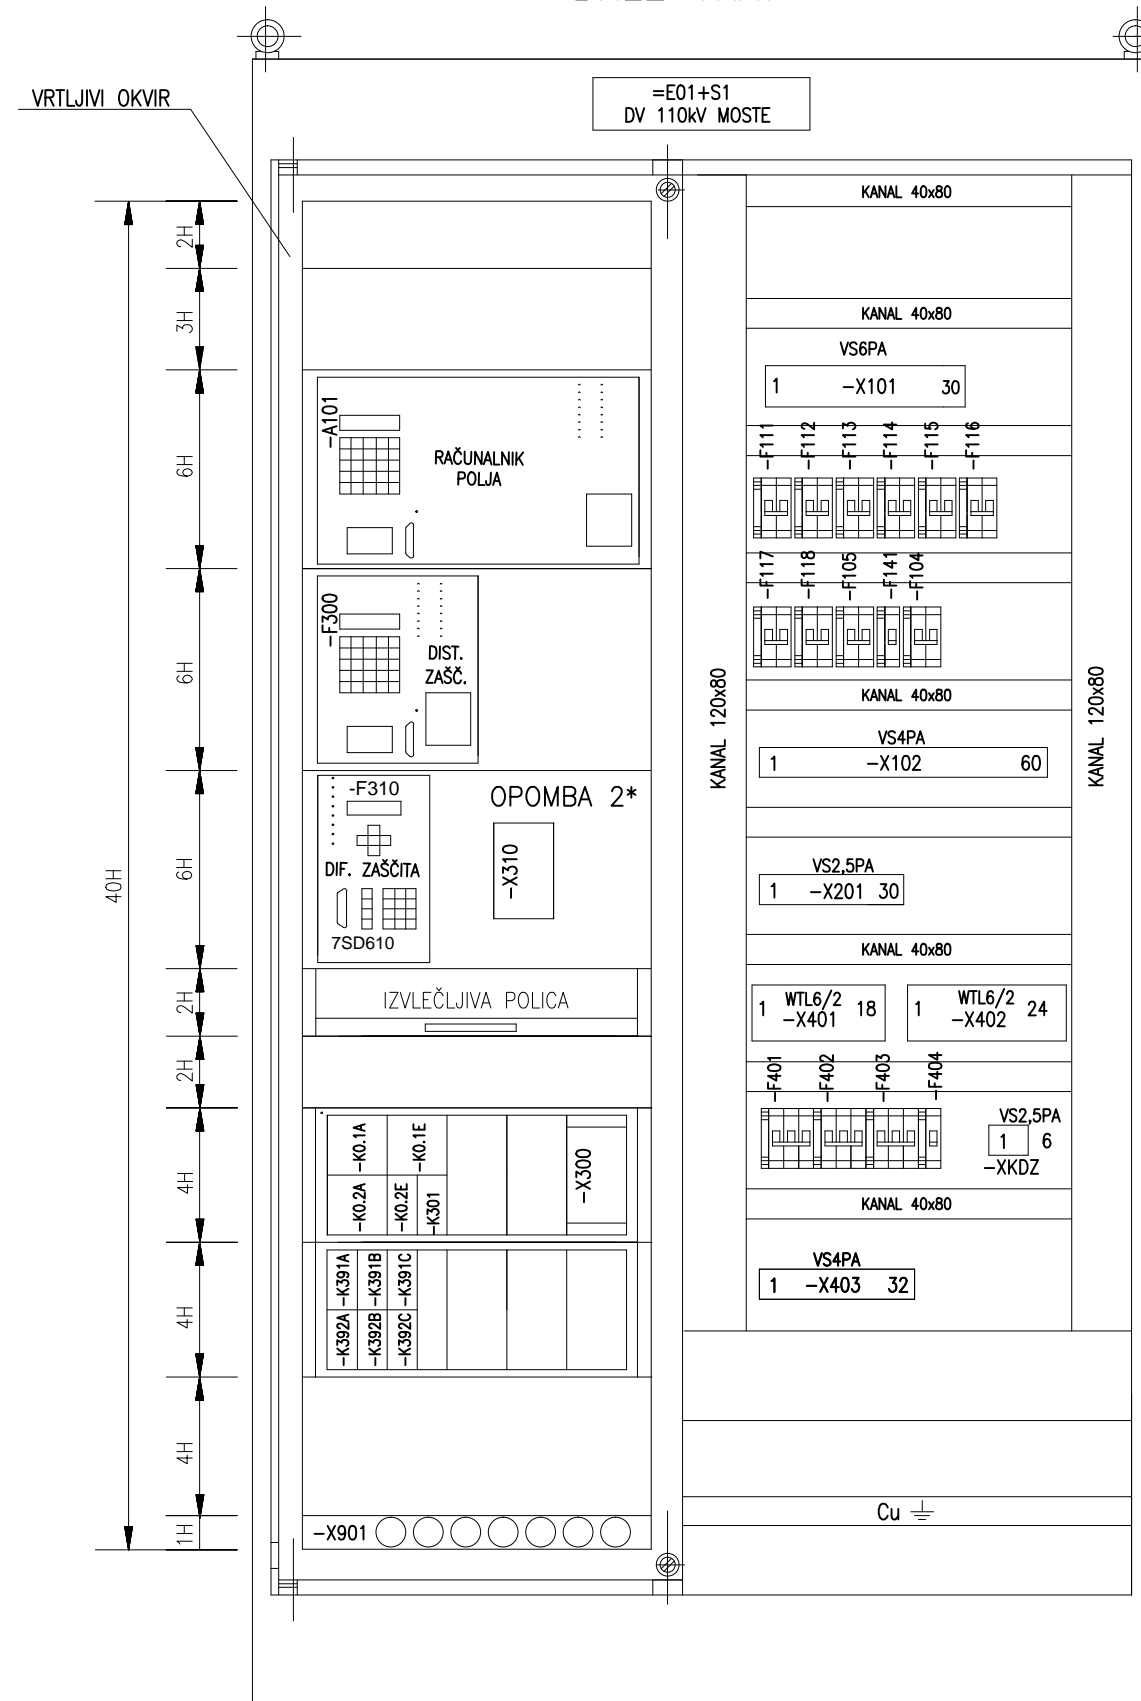 VRTLJIVI OKVIR
=E01+S1
DV 110kV MOSTE
40H
2H
3H
6H
6H
6H
2H
2H
4H
4H
4H
1H
-A101
RAČUNALNIK
POLJA
-F300
DIST.
ZAŠČ.
-F310
DIF. ZAŠČITA
7SD610
OPOMBA 2*
-X310
IZVLEČLJIVA POLICA
-K0.1A
-K0.1E
-K0.2A
-K0.2E
-K301
-X300
-K391A
-K391B
-K391C
-K392A
-K392B
-K392C
-X901
KANAL 120x80
KANAL 40x80
KANAL 40x80
VS6PA
1 -X101 30
-F111
-F112
-F113
-F114
-F115
-F116
-F117
-F118
-F105
-F141
-F104
KANAL 40x80
VS4PA
1 -X102 60
VS2,5PA
1 -X201 30
KANAL 40x80
1 WTL6/2 18
-X401
1 WTL6/2 24
-X402
-F401
-F402
-F403
-F404
VS2,5PA
1 6
-XKDZ
KANAL 40x80
VS4PA
1 -X403 32
KANAL 120x80
Cu